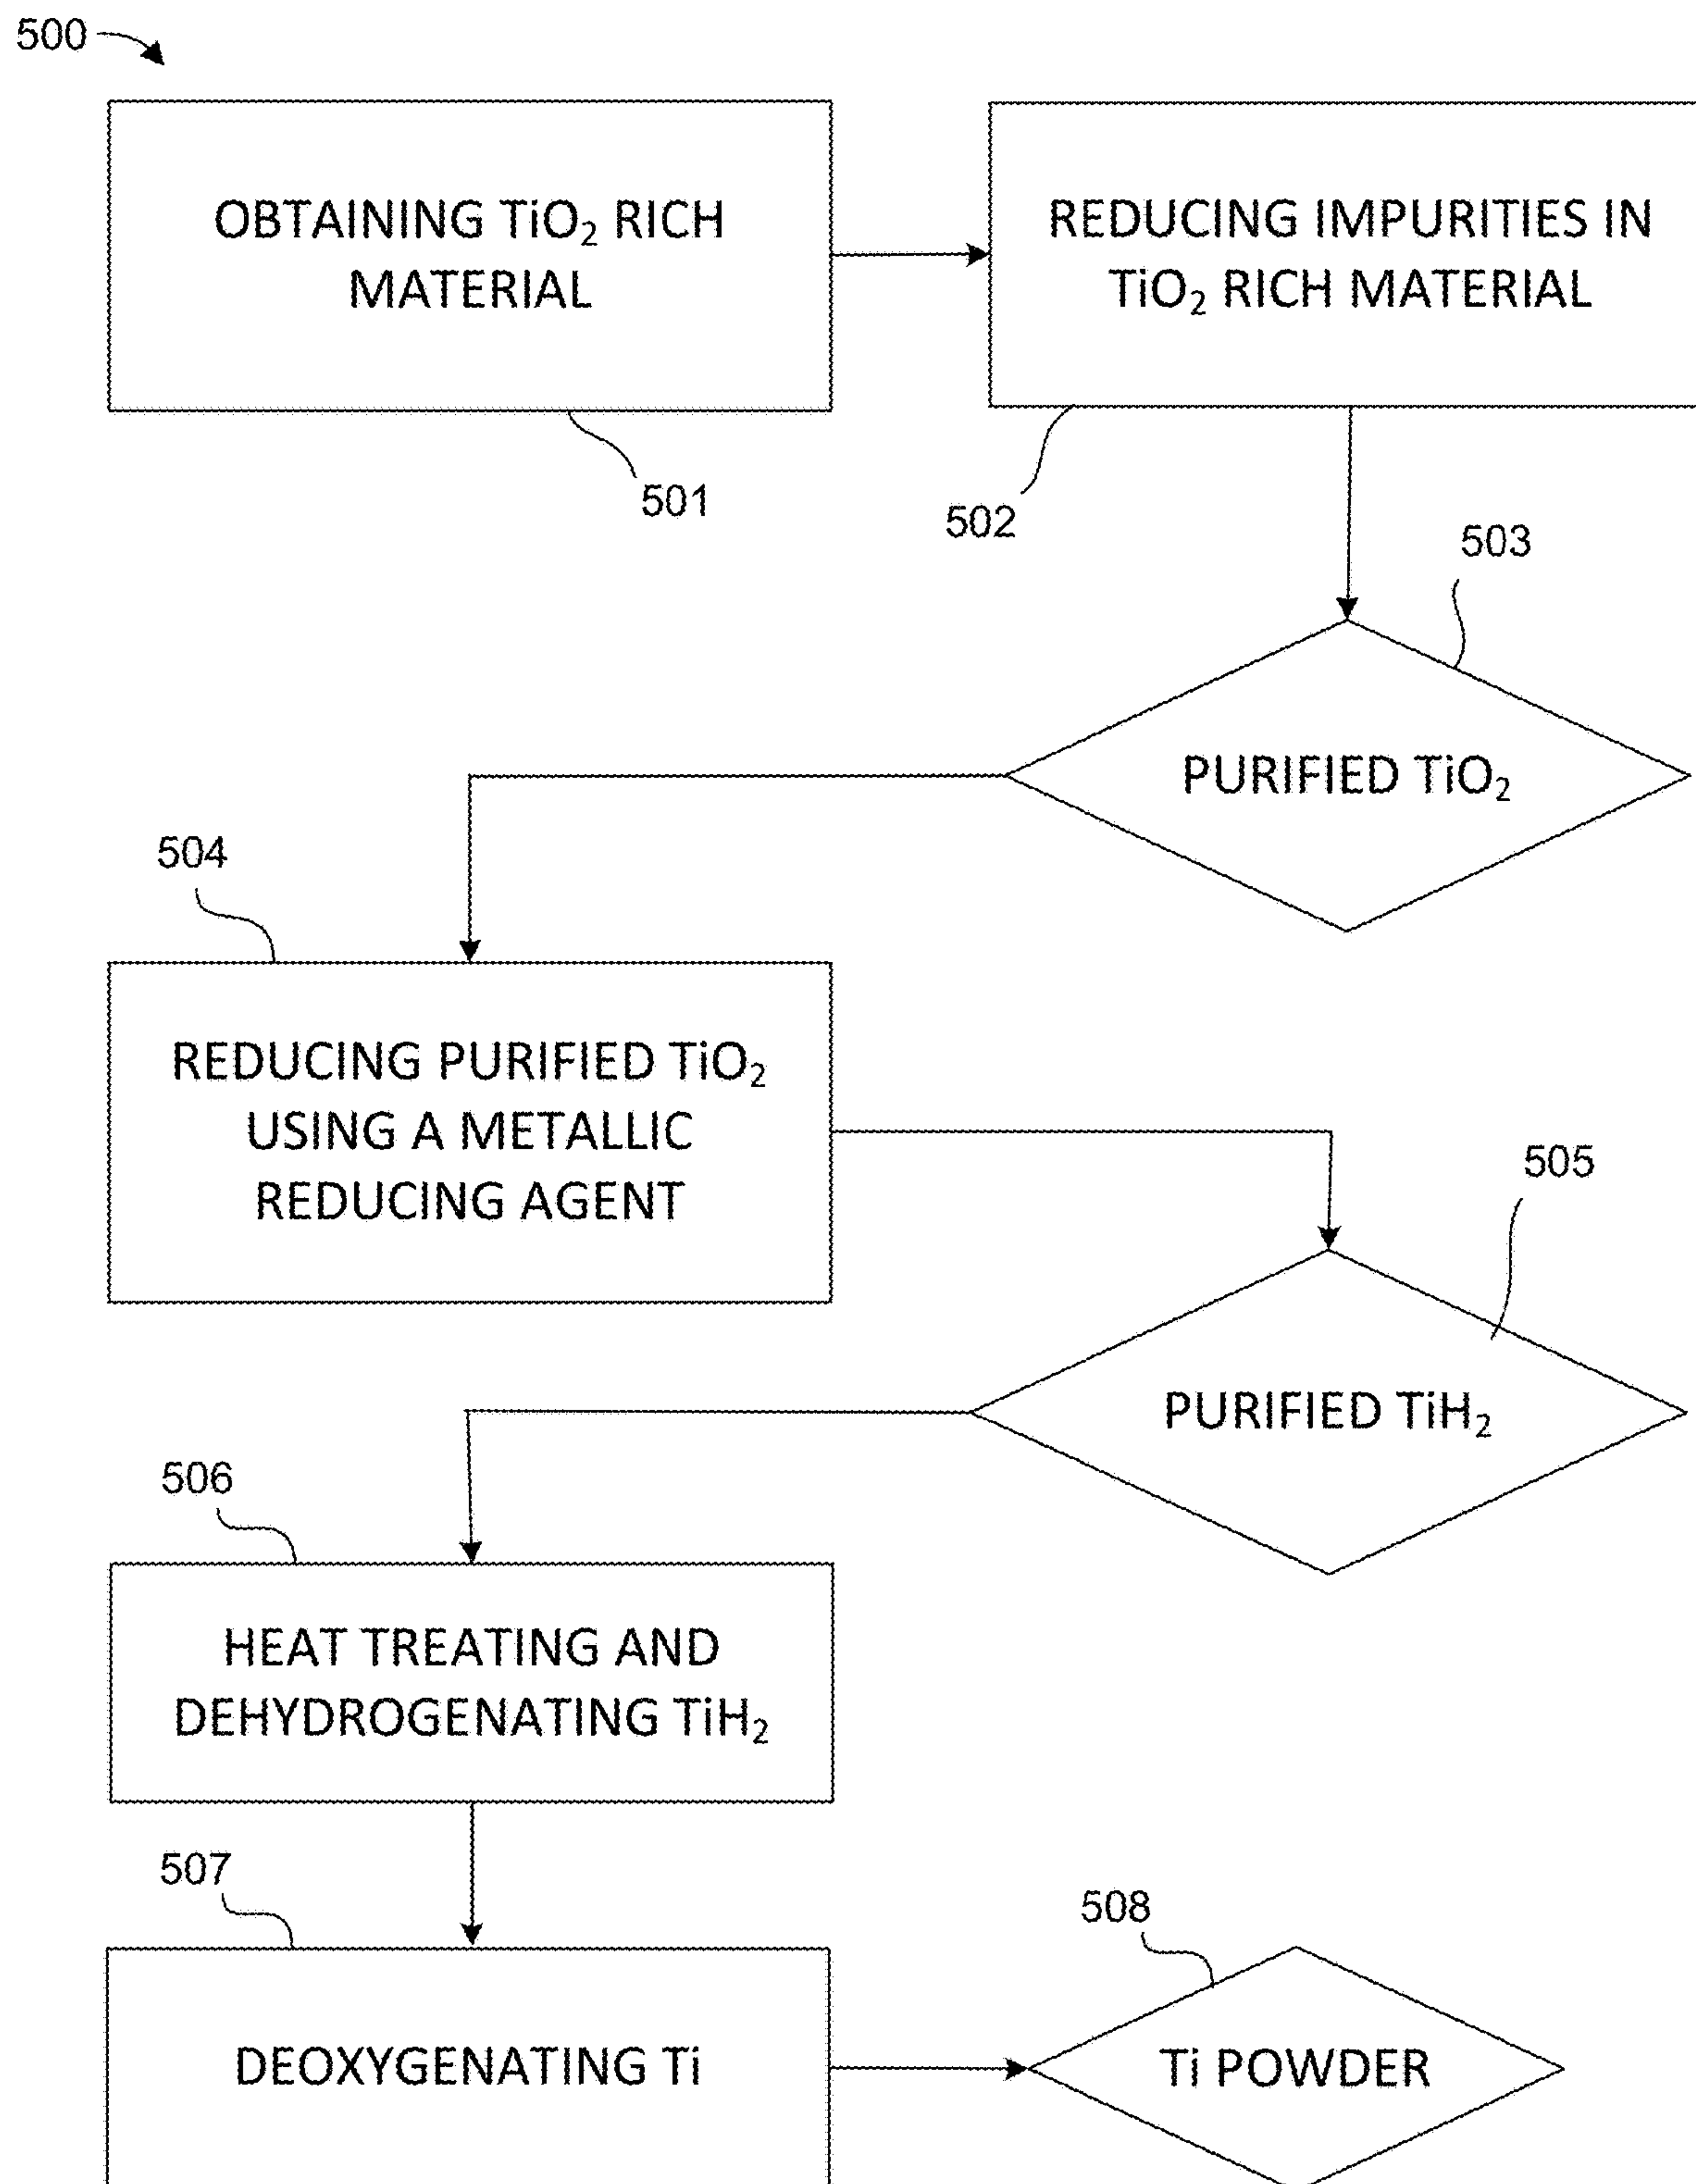 500
OBTAINING TiO₂ RICH
MATERIAL
501
REDUCING IMPURITIES IN
TiO₂ RICH MATERIAL
502
503
PURIFIED TiO₂
504
REDUCING PURIFIED TiO₂
USING A METALLIC
REDUCING AGENT
505
PURIFIED TiH₂
506
HEAT TREATING AND
DEHYDROGENATING TiH₂
507
DEOXYGENATING Ti
508
Ti POWDER